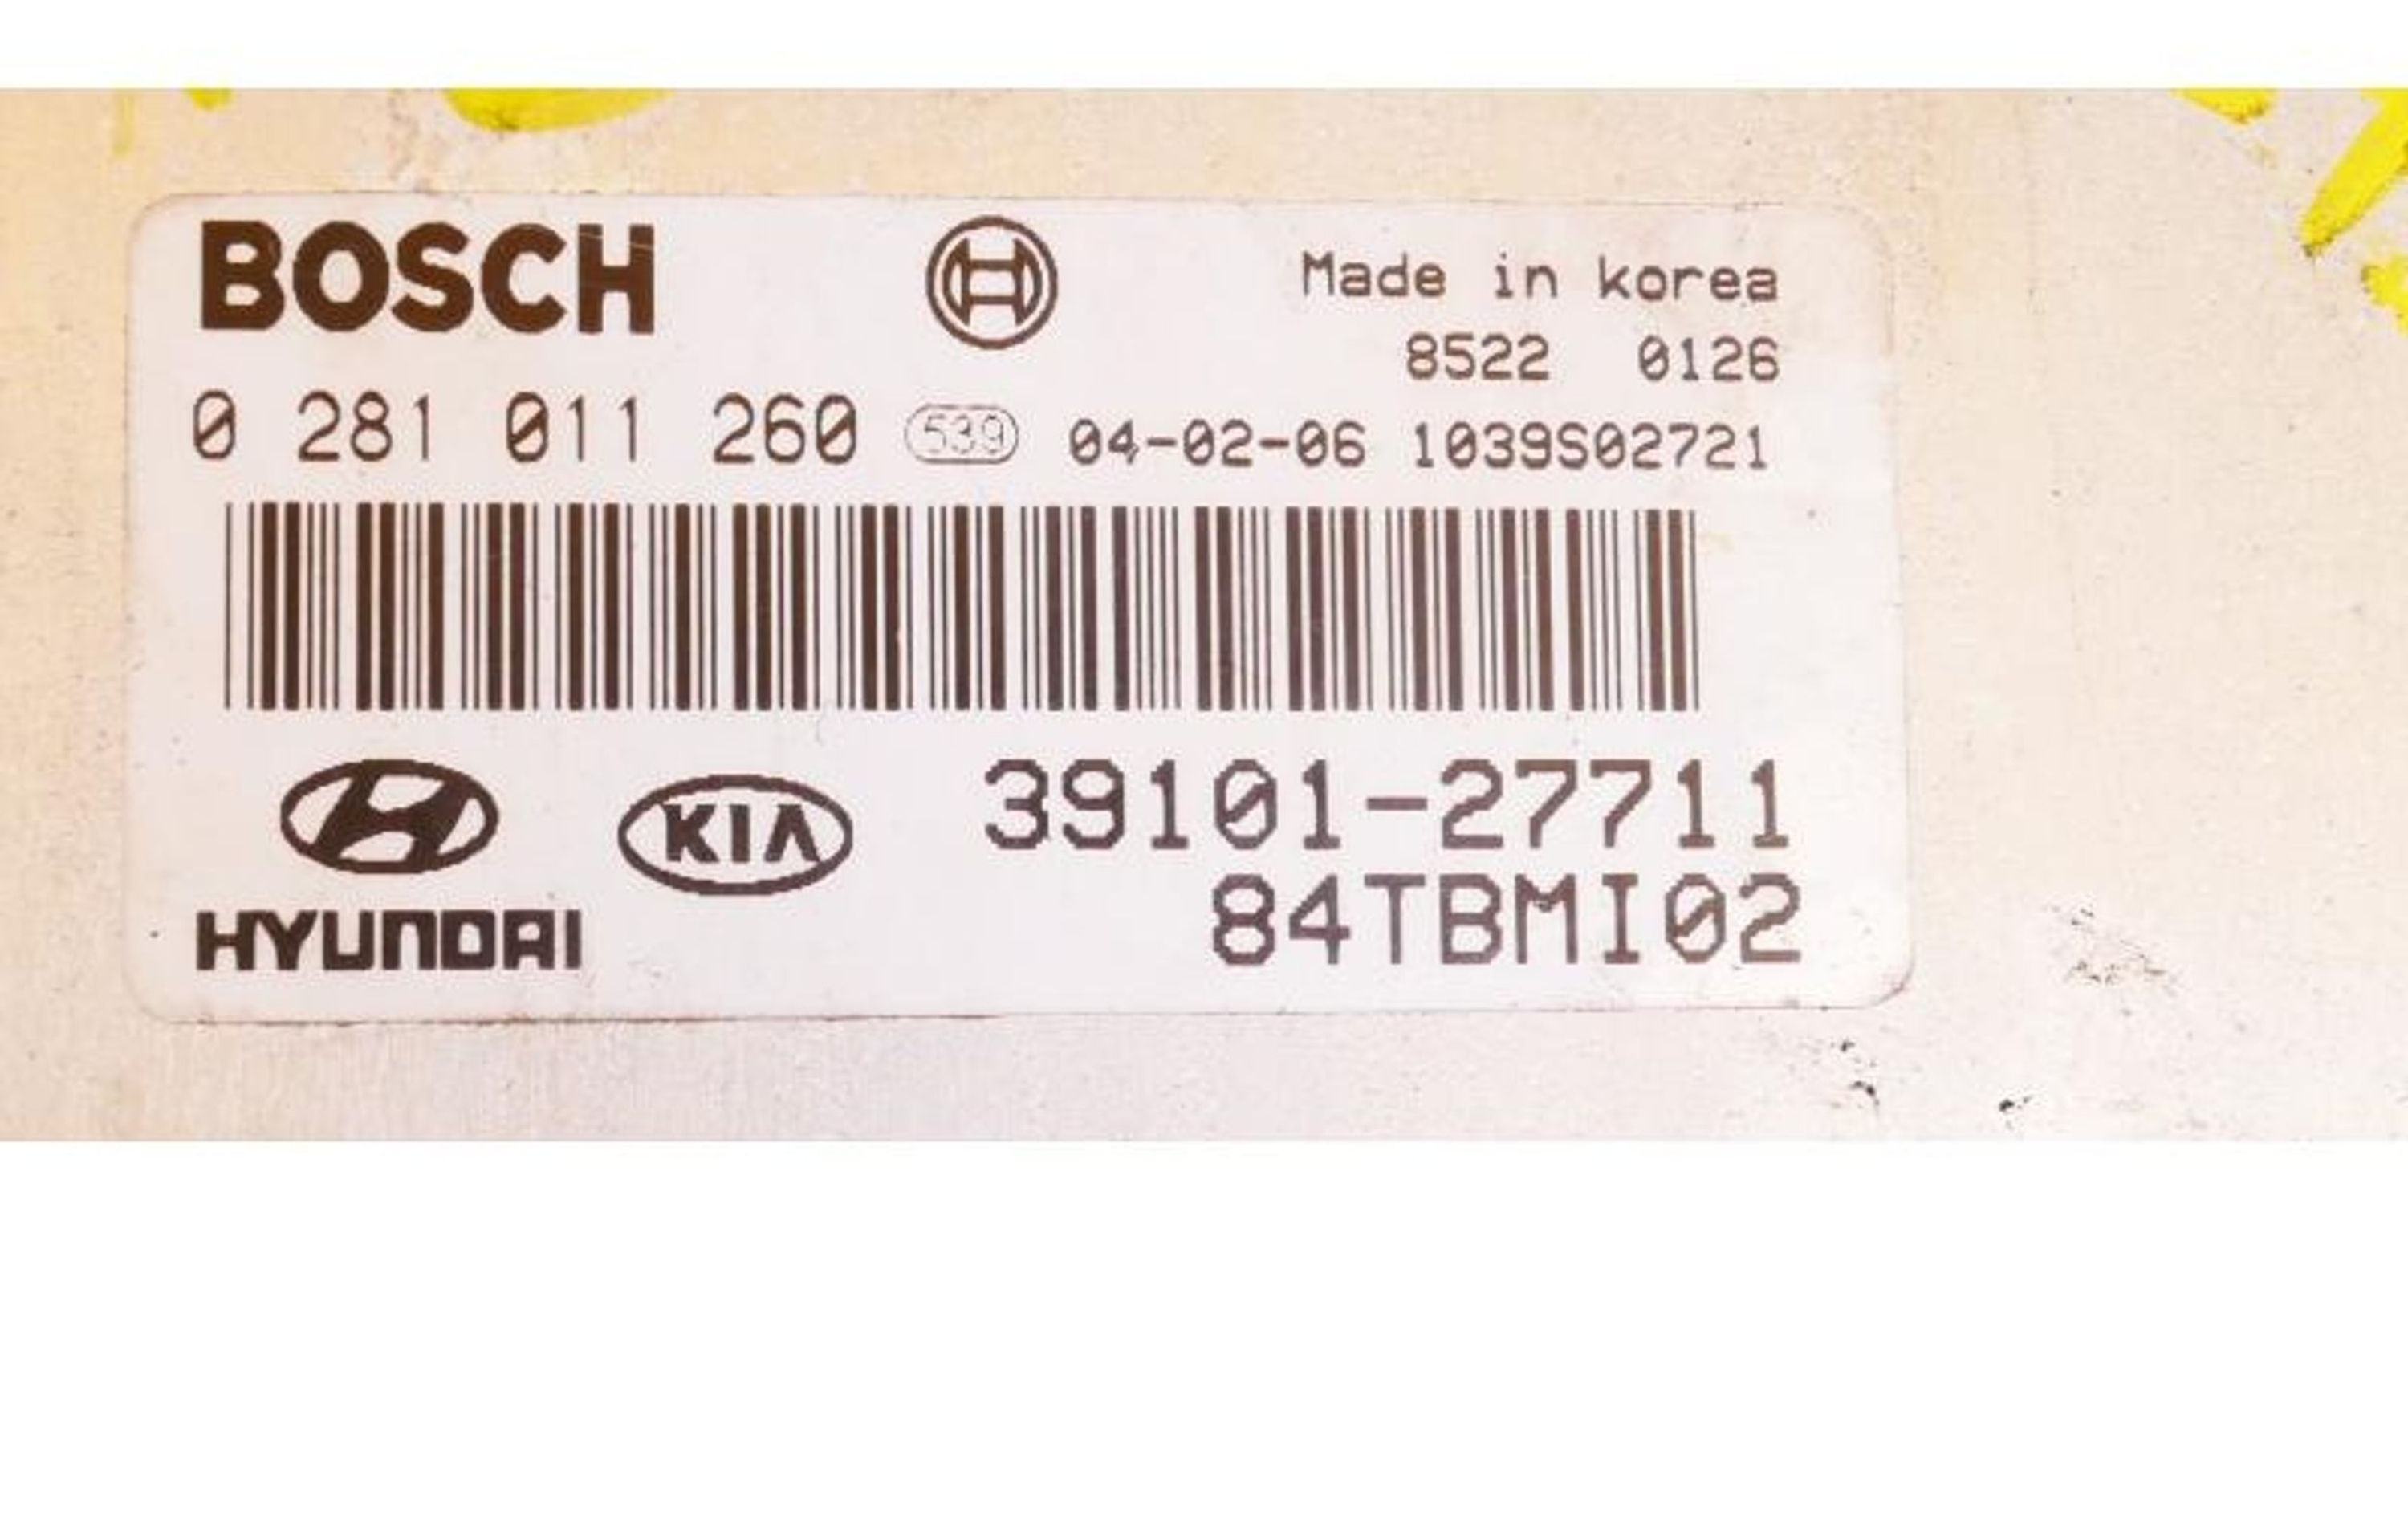 BOSCH
Made in korea
8522 0126
0 281 011 260 539 04-02-06 1039S02721
KIA 39101-27711
HYUNDAI 84TBMI02